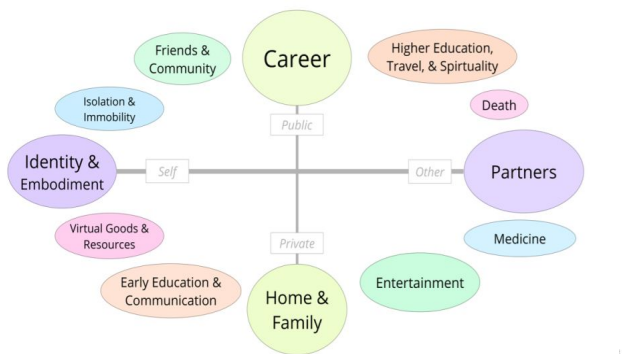 Friends &
Community
Career
Higher Education,
Travel, & Spirtuality
Isolation &
Immobility
Death
Public
Identity &
Embodiment
Self
Other
Partners
Virtual Goods &
Resources
Private
Medicine
Early Education &
Communication
Home &
Family
Entertainment